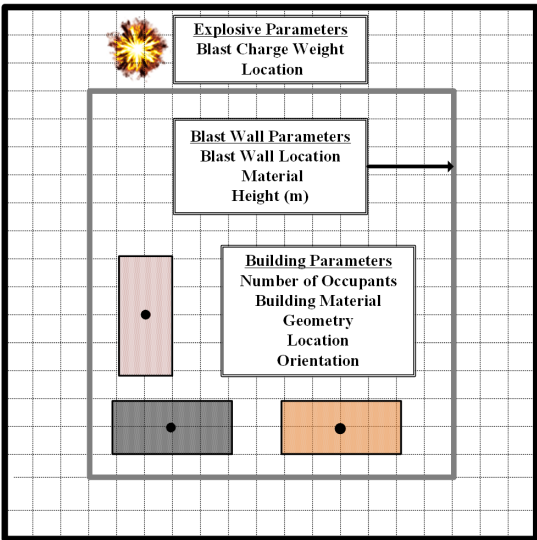 Explosive Parameters
Blast Charge Weight
Location
Blast Wall Parameters
Blast Wall Location
Material
Height (m)
Building Parameters
Number of Occupants
Building Material
Geometry
Location
Orientation